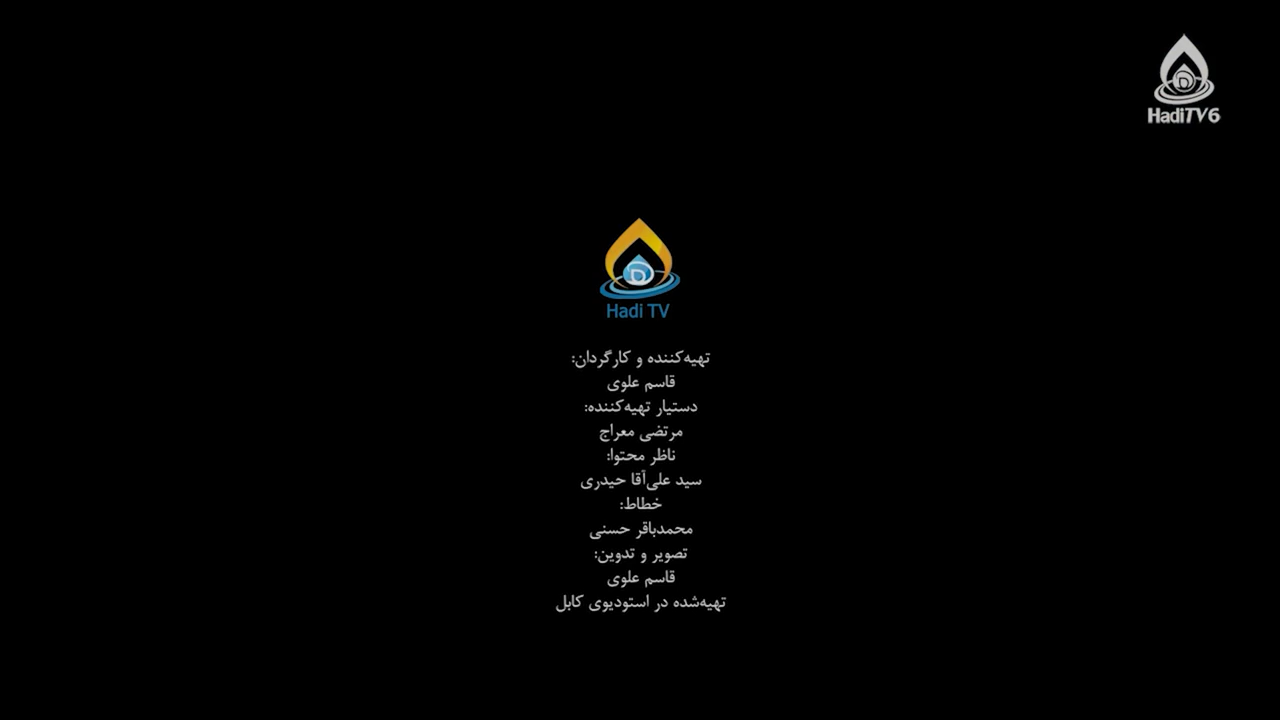 HadiTV6
Hadi TV
تهیه‌کننده و کارگردان:
قاسم علوی
دستیار تهیه‌کننده:
مرتضی معراج
ناظر محتوا:
سید علی‌آقا حیدری
خطاط:
محمدباقر حسنی
تصویر و تدوین:
قاسم علوی
تهیه‌شده در استودیوی کابل